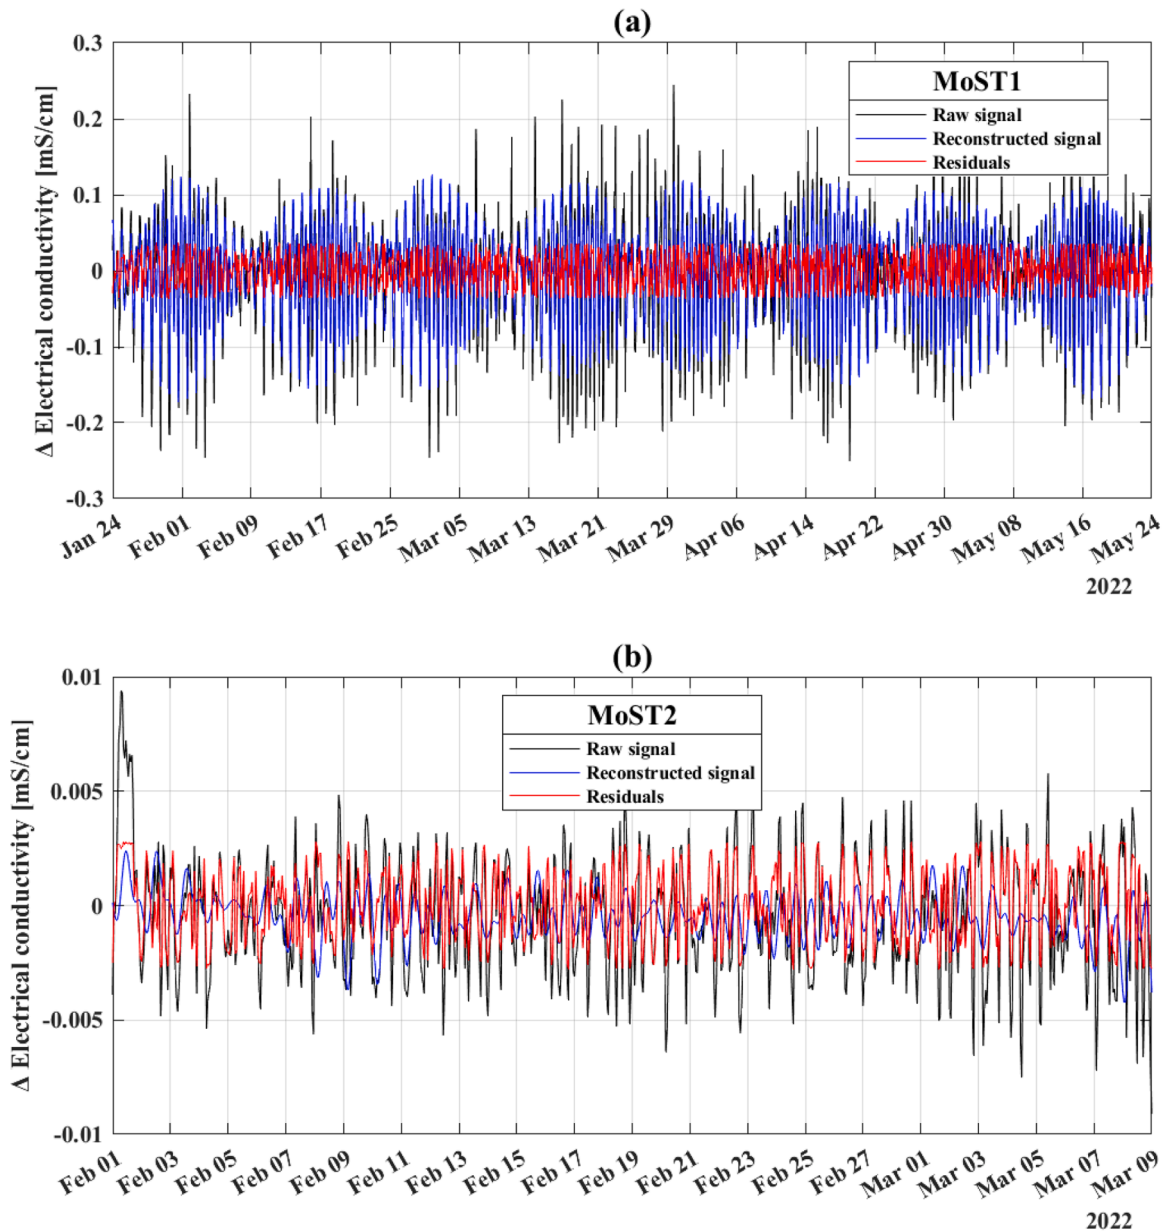 (a)
Δ Electrical conductivity [mS/cm]
0.3
0.2
0.1
0
-0.1
-0.2
-0.3
MoST1
Raw signal
Reconstructed signal
Residuals
Jan 24 Feb 01 Feb 09 Feb 17 Feb 25 Mar 05 Mar 13 Mar 21 Mar 29 Apr 06 Apr 14 Apr 22 Apr 30 May 08 May 16 May 24
2022
(b)
Δ Electrical conductivity [mS/cm]
0.01
0.005
0
-0.005
-0.01
MoST2
Raw signal
Reconstructed signal
Residuals
Feb 01 Feb 03 Feb 05 Feb 07 Feb 09 Feb 11 Feb 13 Feb 15 Feb 17 Feb 19 Feb 21 Feb 23 Feb 25 Feb 27 Mar 01 Mar 03 Mar 05 Mar 07 Mar 09
2022